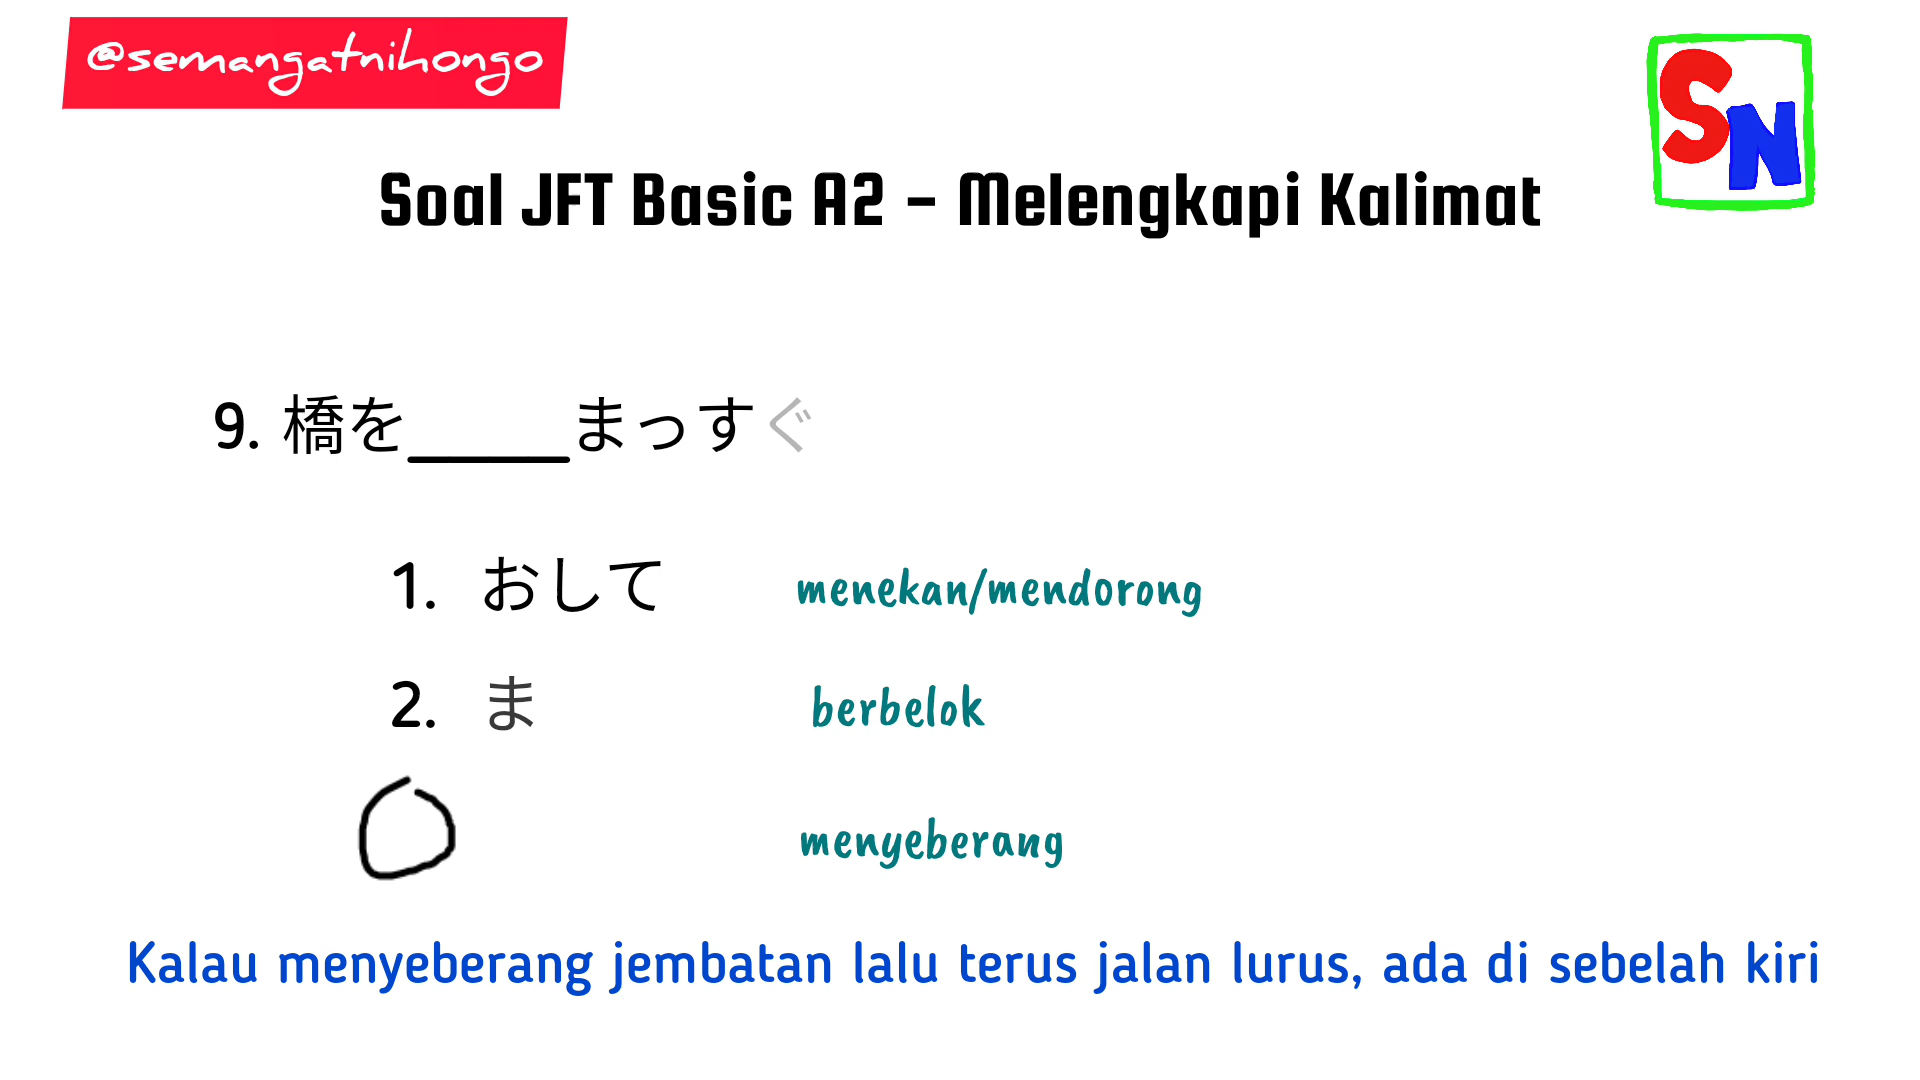 @semangatnihongo
SN
Soal JFT Basic A2 - Melengkapi Kalimat
9. 橋を_____まっすぐ
1. おして menekan/mendorong
2. ま berbelok
menyeberang
Kalau menyeberang jembatan lalu terus jalan lurus, ada di sebelah kiri